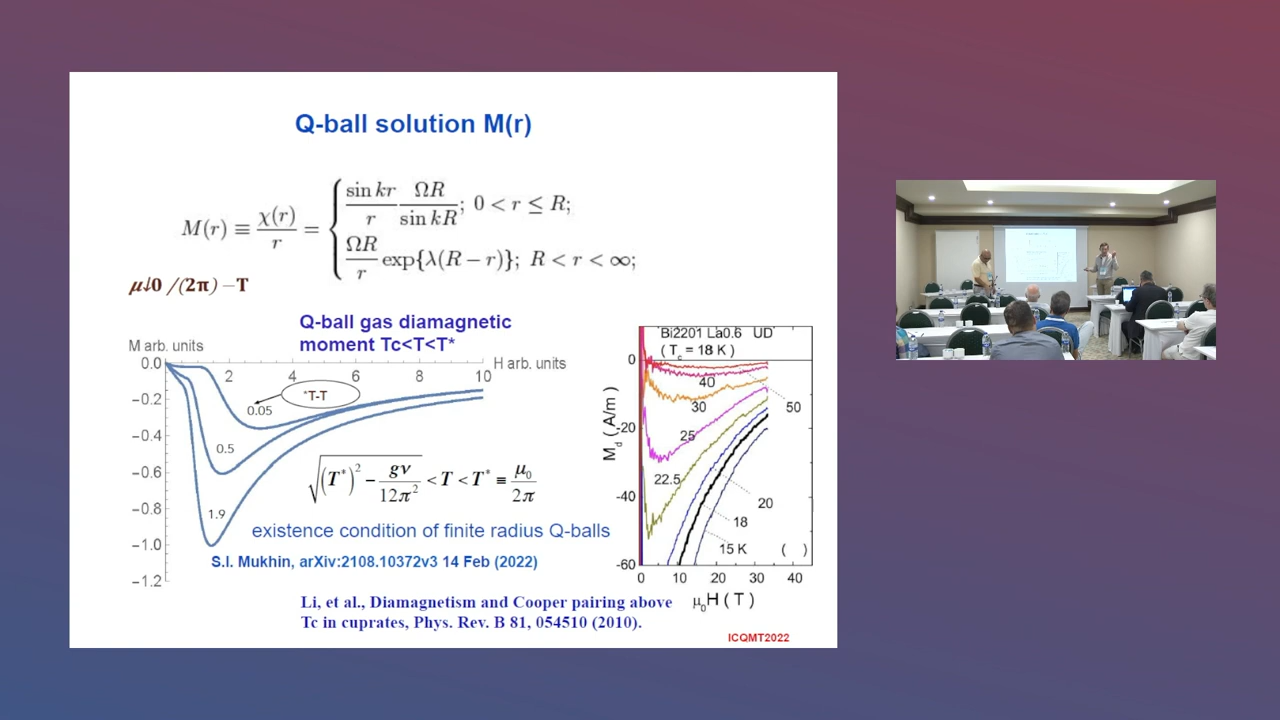 Q-ball solution M(r)
M(r) ≡ χ(r)/r = { sin kr/r ΩR/sin kR; 0 < r ≤ R;
ΩR/r exp{λ(R − r)}; R < r < ∞;
μ↓0 /(2π) – T
Q-ball gas diamagnetic
moment Tc<T<T*
M arb. units
H arb. units
0.0
2 4 6 8 10
−0.2
−0.4
−0.6
−0.8
−1.0
−1.2
0.05
*T-T
0.5
1.9
√((T*)² − gν/12π²) < T < T* ≡ μ₀/2π
existence condition of finite radius Q-balls
S.I. Mukhin, arXiv:2108.10372v3 14 Feb (2022)
Bi2201 La0.6 UD
( Tc = 18 K )
Md ( A/m )
0
-20
-40
-60
40
30
50
25
22.5
20
18
15 K
( )
0 10 20 30 40
μ₀H ( T )
Li, et al., Diamagnetism and Cooper pairing above
Tc in cuprates, Phys. Rev. B 81, 054510 (2010).
ICQMT2022